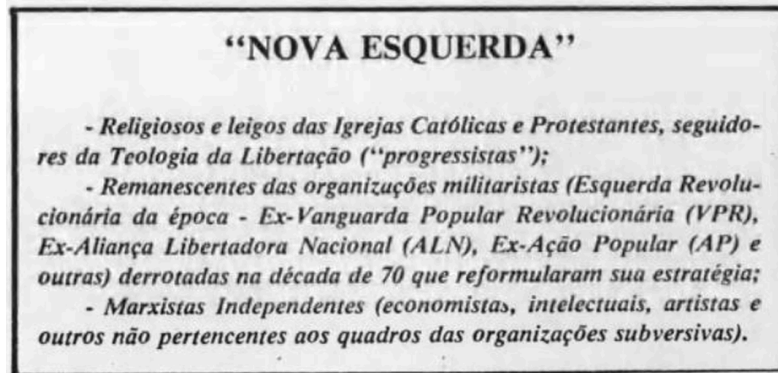 “NOVA ESQUERDA”
- Religiosos e leigos das Igrejas Católicas e Protestantes, seguido-
res da Teologia da Libertação (“progressistas”);
- Remanescentes das organizações militaristas (Esquerda Revolu-
cionária da época - Ex-Vanguarda Popular Revolucionária (VPR),
Ex-Aliança Libertadora Nacional (ALN), Ex-Ação Popular (AP) e
outras) derrotadas na década de 70 que reformularam sua estratégia;
- Marxistas Independentes (economistas, intelectuais, artistas e
outros não pertencentes aos quadros das organizações subversivas).